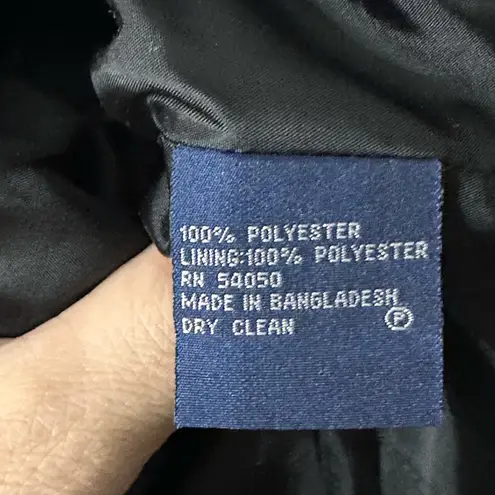 100% POLYESTER
LINING:100% POLYESTER
RN 54050
MADE IN BANGLADESH
DRY CLEAN Ⓟ